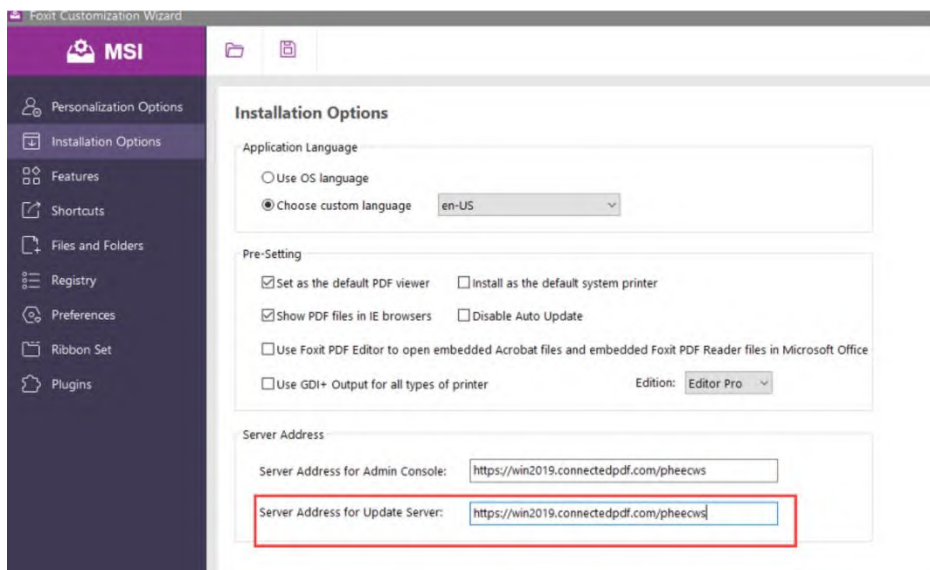 Foxit Customization Wizard
MSI
Personalization Options
Installation Options
Features
Shortcuts
Files and Folders
Registry
Preferences
Ribbon Set
Plugins
Installation Options
Application Language
Use OS language
Choose custom language en-US
Pre-Setting
Set as the default PDF viewer Install as the default system printer
Show PDF files in IE browsers Disable Auto Update
Use Foxit PDF Editor to open embedded Acrobat files and embedded Foxit PDF Reader files in Microsoft Office
Use GDI+ Output for all types of printer Edition: Editor Pro
Server Address
Server Address for Admin Console: https://win2019.connectedpdf.com/pheecws
Server Address for Update Server: https://win2019.connectedpdf.com/pheecws